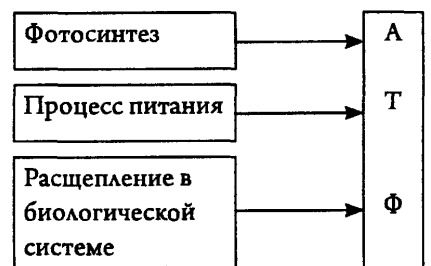 Фотосинтез
А
Процесс питания
Т
Расщепление в
биологической
системе
Ф